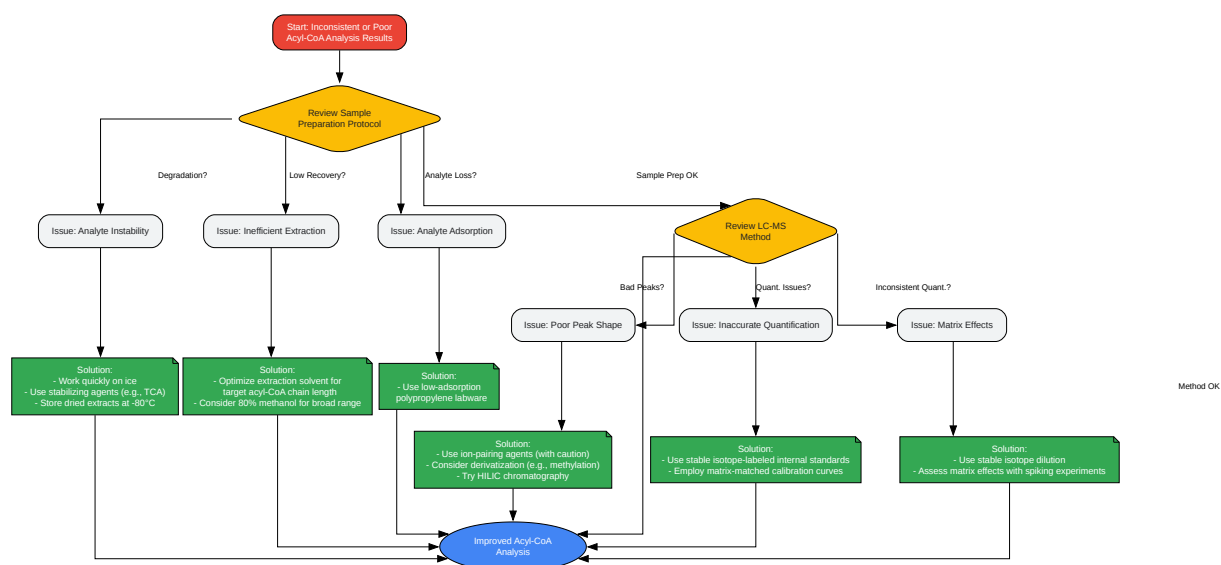 Start: Inconsistent or Poor
Acyl-CoA Analysis Results
Review Sample
Preparation Protocol
Degradation?
Low Recovery?
Analyte Loss?
Sample Prep OK
Issue: Analyte Instability
Issue: Inefficient Extraction
Issue: Analyte Adsorption
Review LC-MS
Method
Bad Peaks?
Quant. Issues?
Inconsistent Quant.?
Issue: Poor Peak Shape
Issue: Inaccurate Quantification
Issue: Matrix Effects
Solution:
- Work quickly on ice
- Use stabilizing agents (e.g., TCA)
- Store dried extracts at -80°C
Solution:
- Optimize extraction solvent for
target acyl-CoA chain length
- Consider 80% methanol for broad range
Solution:
- Use low-adsorption
polypropylene labware
Method OK
Solution:
- Use ion-pairing agents (with caution)
- Consider derivatization (e.g., methylation)
- Try HILIC chromatography
Solution:
- Use stable isotope-labeled internal standards
- Employ matrix-matched calibration curves
Solution:
- Use stable isotope dilution
- Assess matrix effects with spiking experiments
Improved Acyl-CoA
Analysis